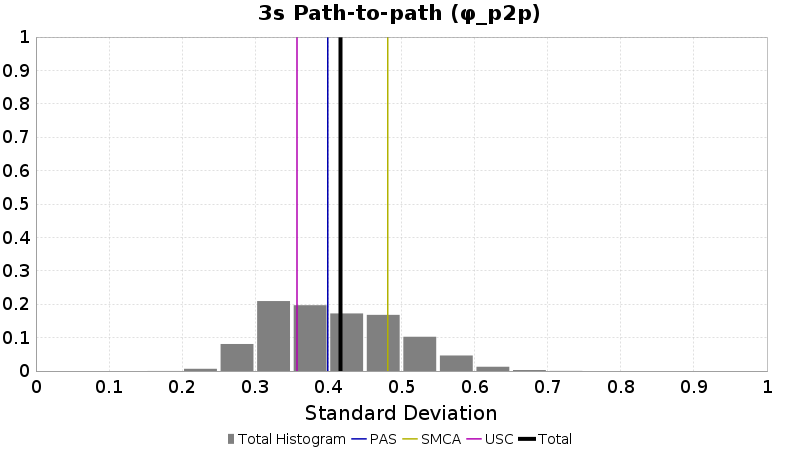 3s Path-to-path (φ_p2p)
1
0.9
0.8
0.7
0.6
0.5
0.4
0.3
0.2
0.1
0
0 0.1 0.2 0.3 0.4 0.5 0.6 0.7 0.8 0.9 1
Standard Deviation
Total Histogram PAS SMCA USC Total